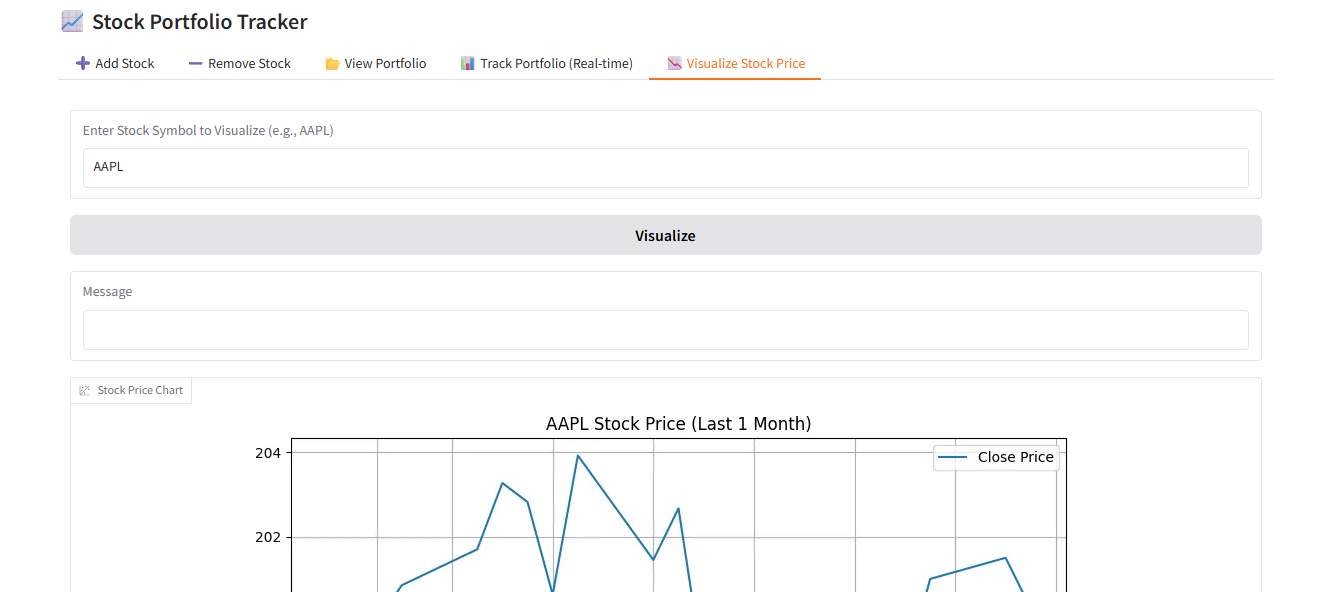 Stock Portfolio Tracker
Add Stock Remove Stock View Portfolio Track Portfolio (Real-time) Visualize Stock Price
Enter Stock Symbol to Visualize (e.g., AAPL)
AAPL
Visualize
Message
Stock Price Chart
AAPL Stock Price (Last 1 Month)
204
Close Price
202